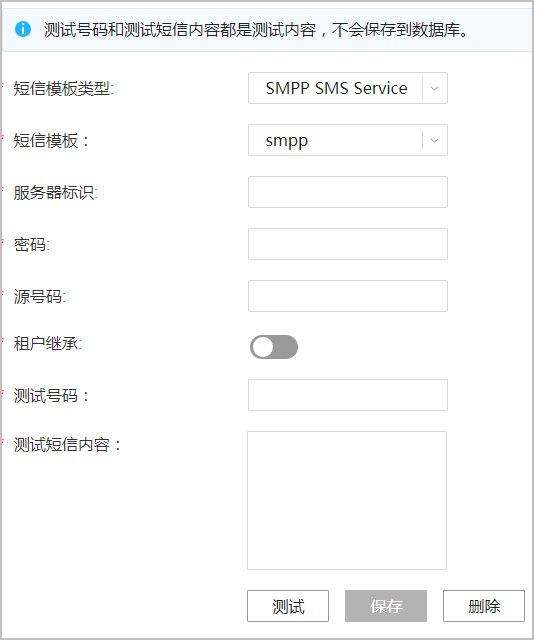 测试号码和测试短信内容都是测试内容，不会保存到数据库。
* 短信模板类型: SMPP SMS Service
* 短信模板： smpp
* 服务器标识:
* 密码:
* 源号码:
* 租户继承:
* 测试号码：
* 测试短信内容：
测试 保存 删除